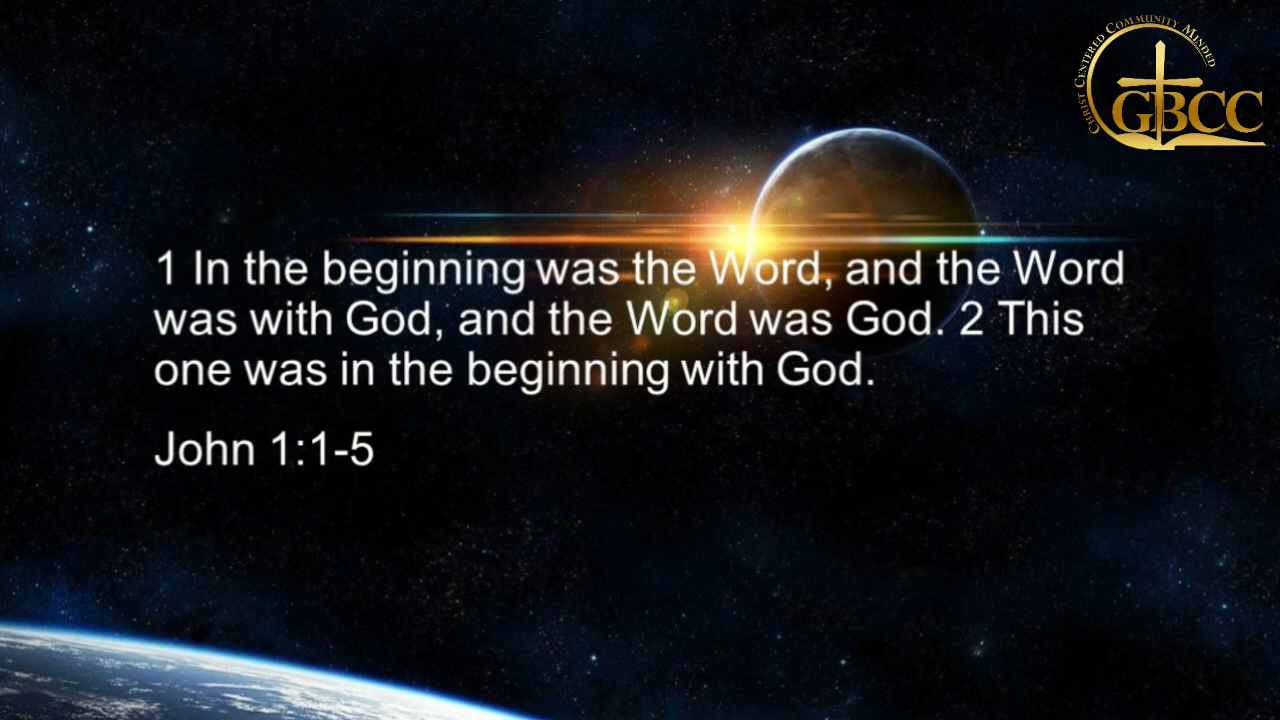 CHRIST CENTERED COMMUNITY MINDED
GBCC
1 In the beginning was the Word, and the Word
was with God, and the Word was God. 2 This
one was in the beginning with God.
John 1:1-5